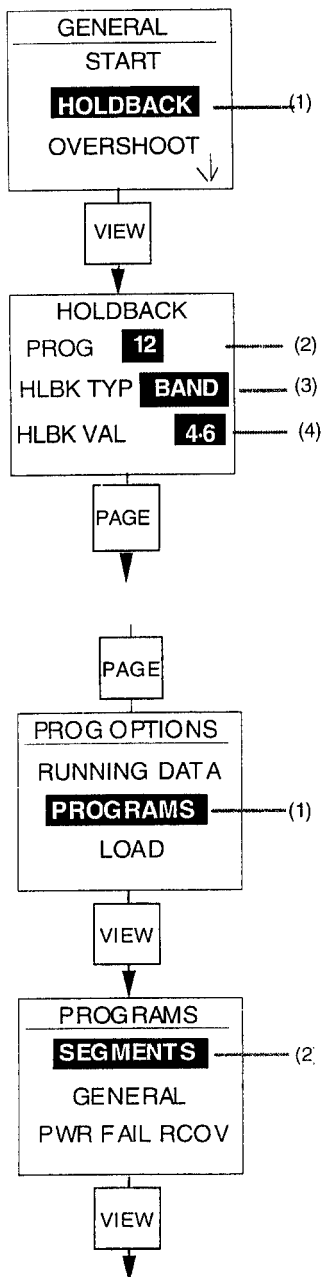 GENERAL
START
HOLDBACK (1)
OVERSHOOT
VIEW
HOLDBACK
PROG 12 (2)
HLBK TYP BAND (3)
HLBK VAL 4·6 (4)
PAGE
PAGE
PROG OPTIONS
RUNNING DATA
PROGRAMS (1)
LOAD
VIEW
PROGRAMS
SEGMENTS (2)
GENERAL
PWR FAIL RCOV
VIEW